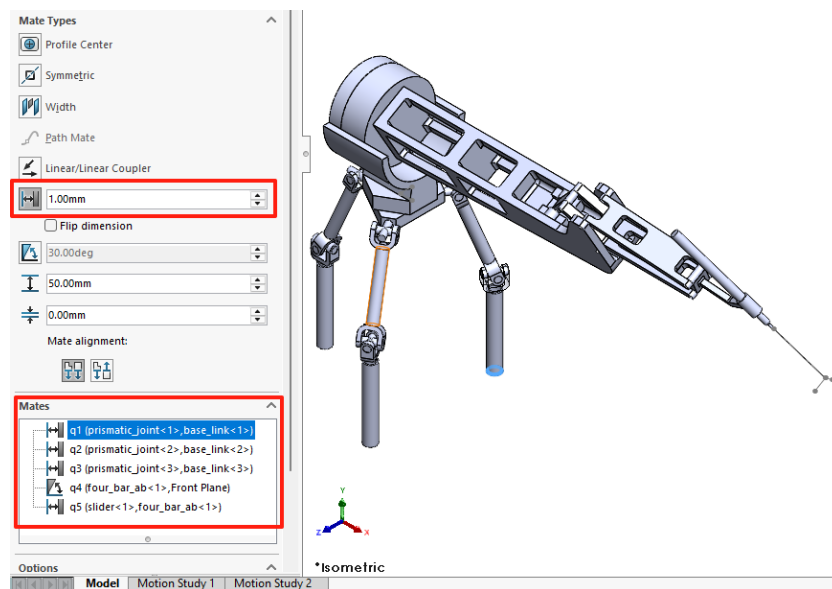 Mate Types
Profile Center
Symmetric
Width
Path Mate
Linear/Linear Coupler
1.00mm
Flip dimension
30.00deg
50.00mm
0.00mm
Mate alignment:
Mates
q1 (prismatic_joint<1>,base_link<1>)
q2 (prismatic_joint<2>,base_link<2>)
q3 (prismatic_joint<3>,base_link<3>)
q4 (four_bar_ab<1>,Front Plane)
q5 (slider<1>,four_bar_ab<1>)
Options
Y
Z
X
*Isometric
Model
Motion Study 1
Motion Study 2